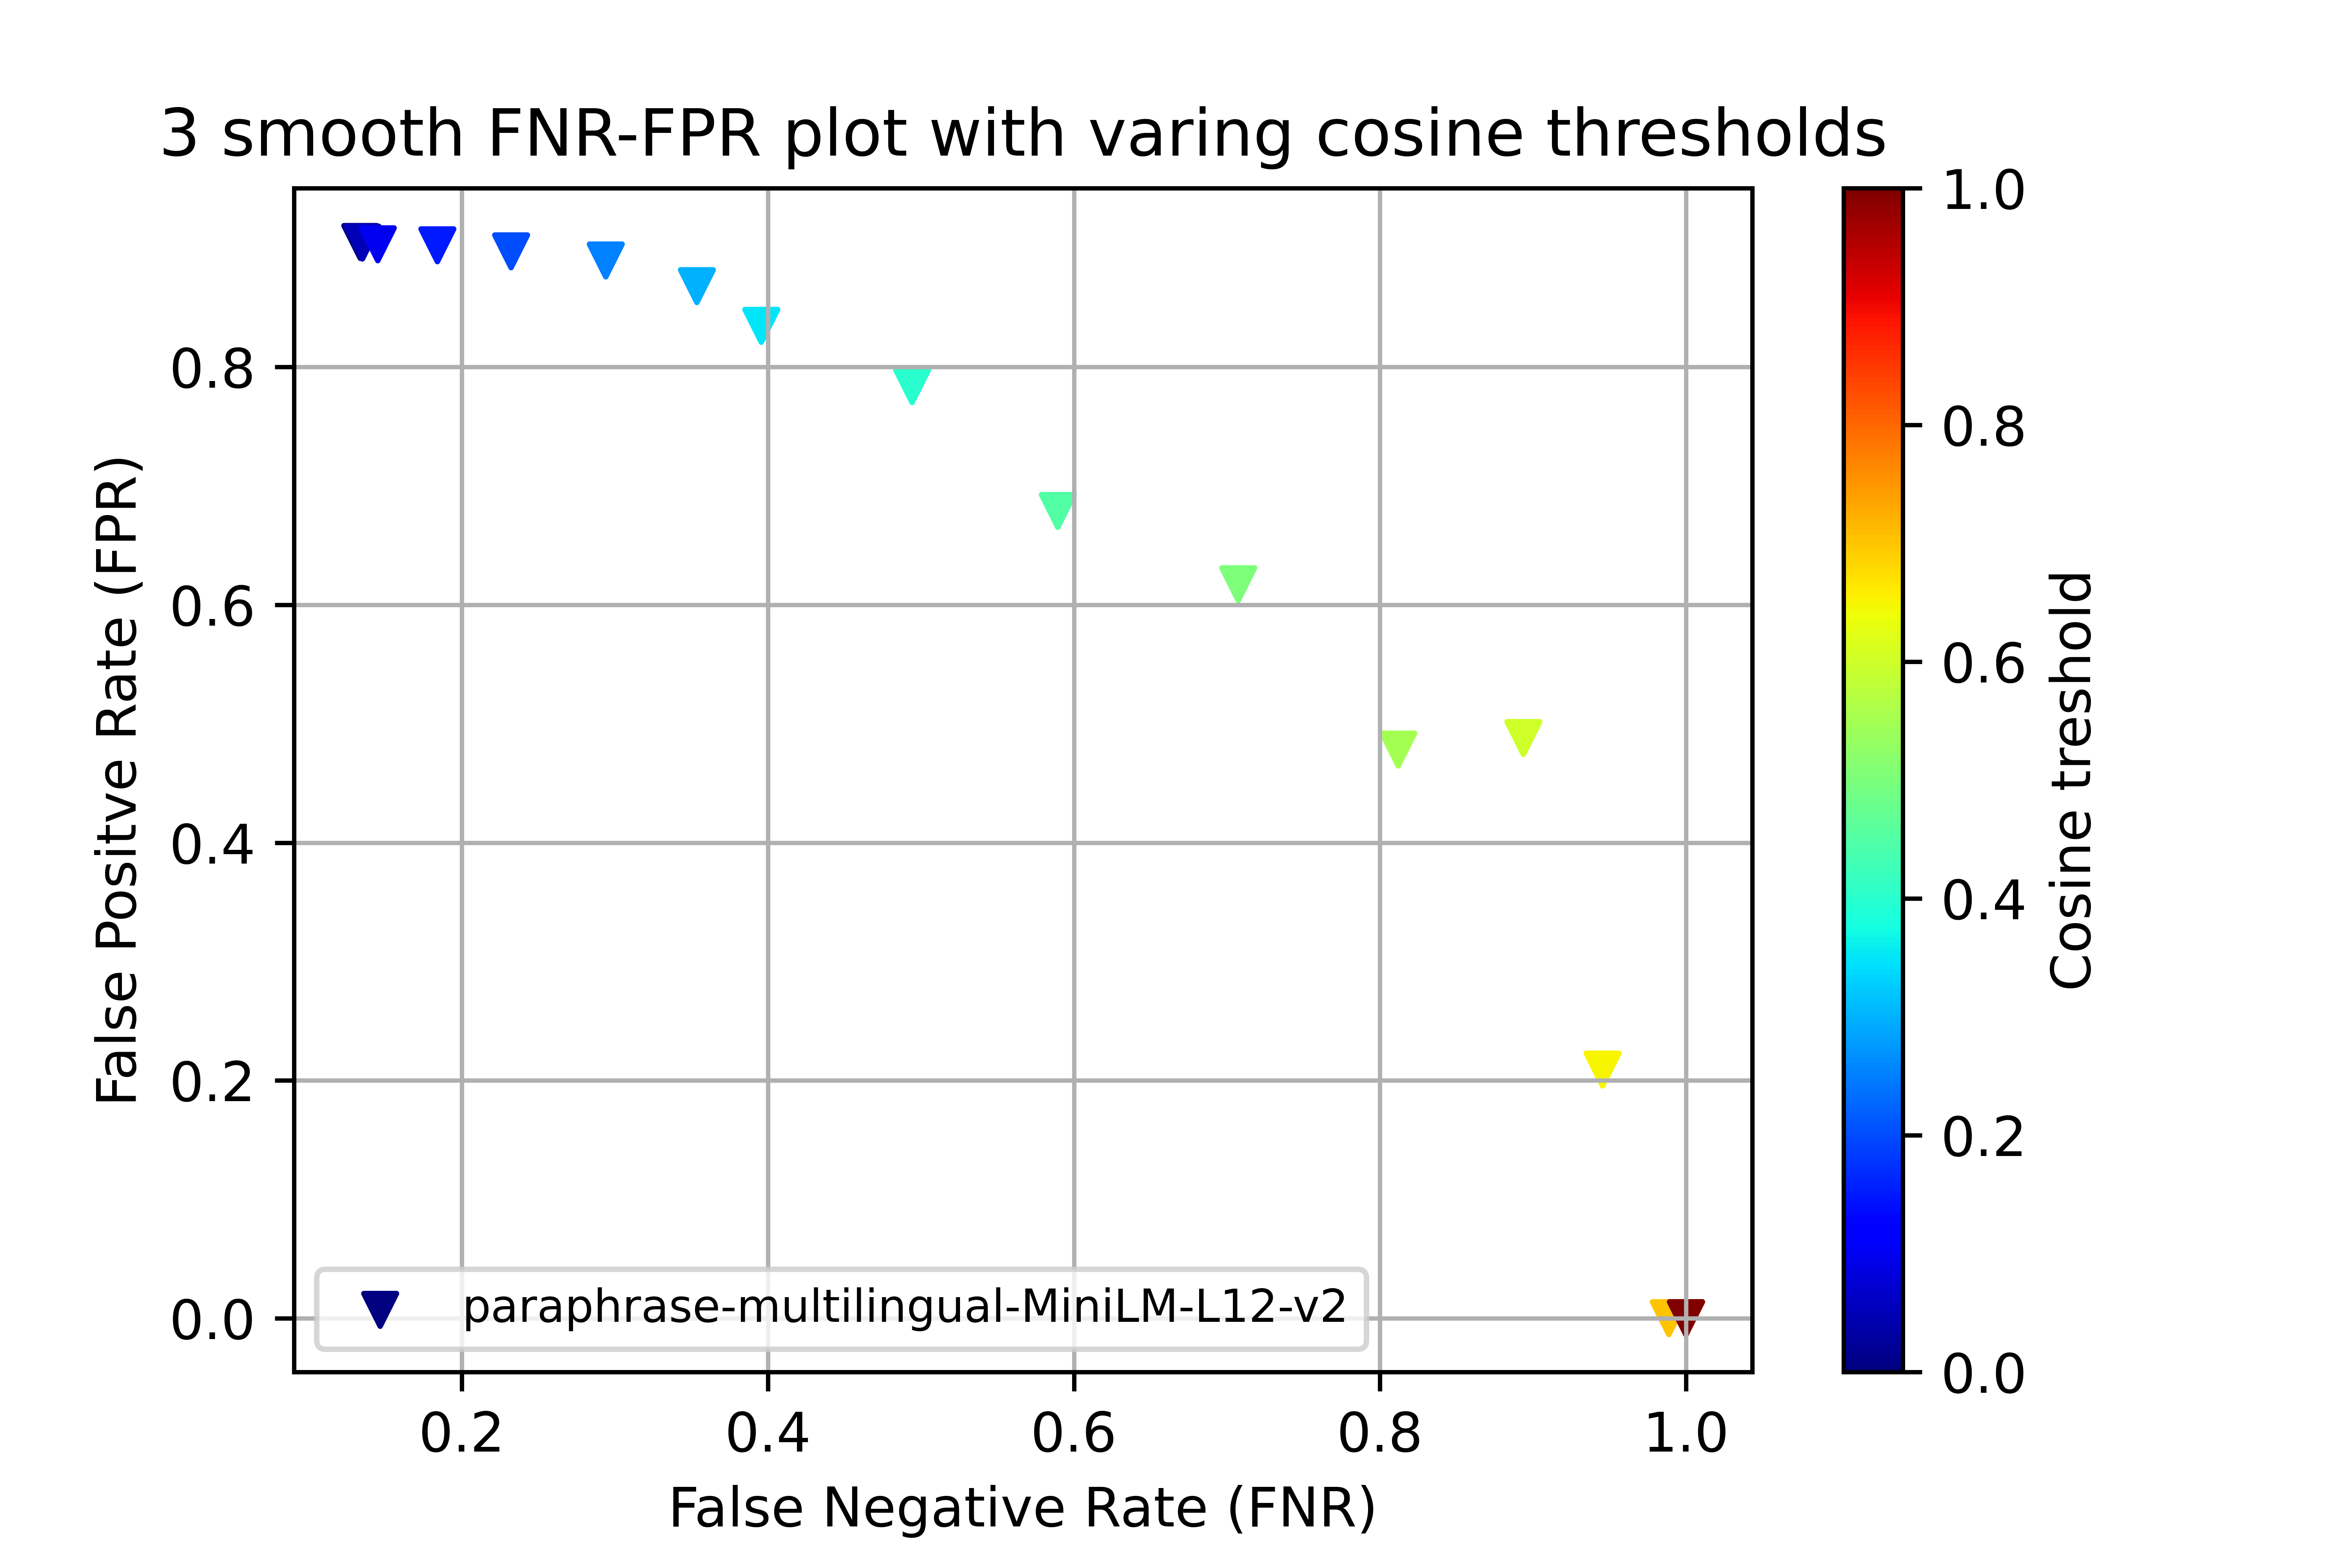 3 smooth FNR-FPR plot with varing cosine thresholds
1.0
0.8
0.6
0.4
0.2
0.0
Cosine treshold
False Positve Rate (FPR)
0.8
0.6
0.4
0.2
0.0
paraphrase-multilingual-MiniLM-L12-v2
0.2 0.4 0.6 0.8 1.0
False Negative Rate (FNR)